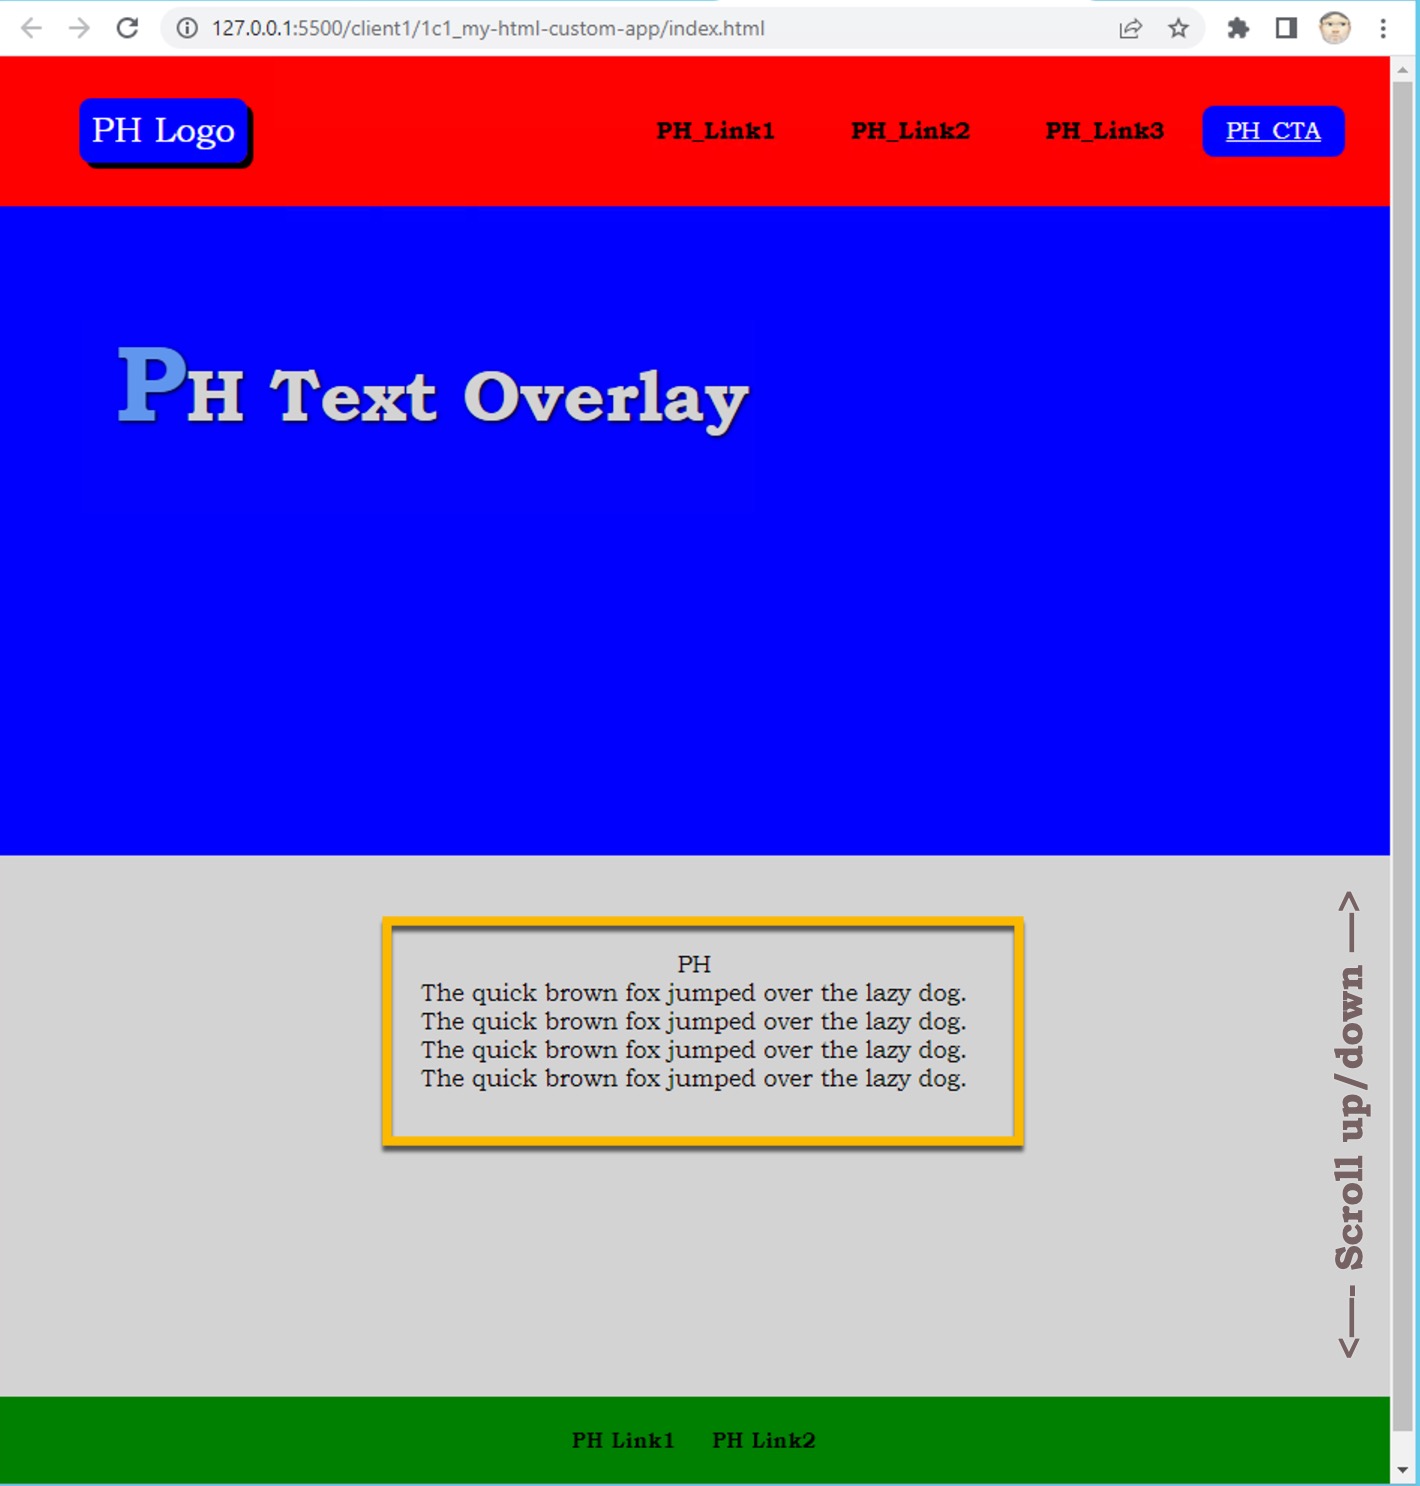 127.0.0.1:5500/client1/1c1_my-html-custom-app/index.html
PH Logo
PH_Link1 PH_Link2 PH_Link3 PH CTA
PH Text Overlay
PH
The quick brown fox jumped over the lazy dog.
The quick brown fox jumped over the lazy dog.
The quick brown fox jumped over the lazy dog.
The quick brown fox jumped over the lazy dog.
<—- Scroll up/down —>
PH Link1 PH Link2